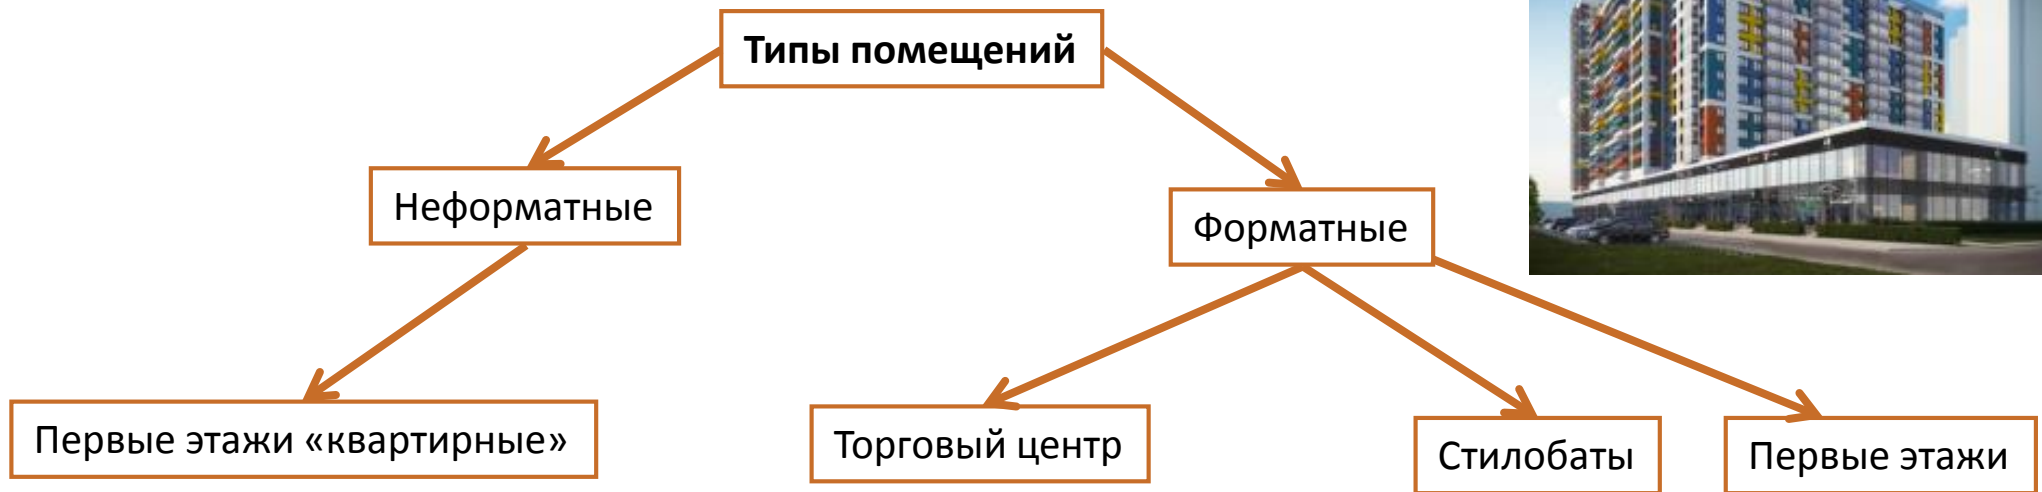 Типы помещений
Неформатные
Форматные
Первые этажи «квартирные»
Торговый центр
Стилобаты
Первые этажи